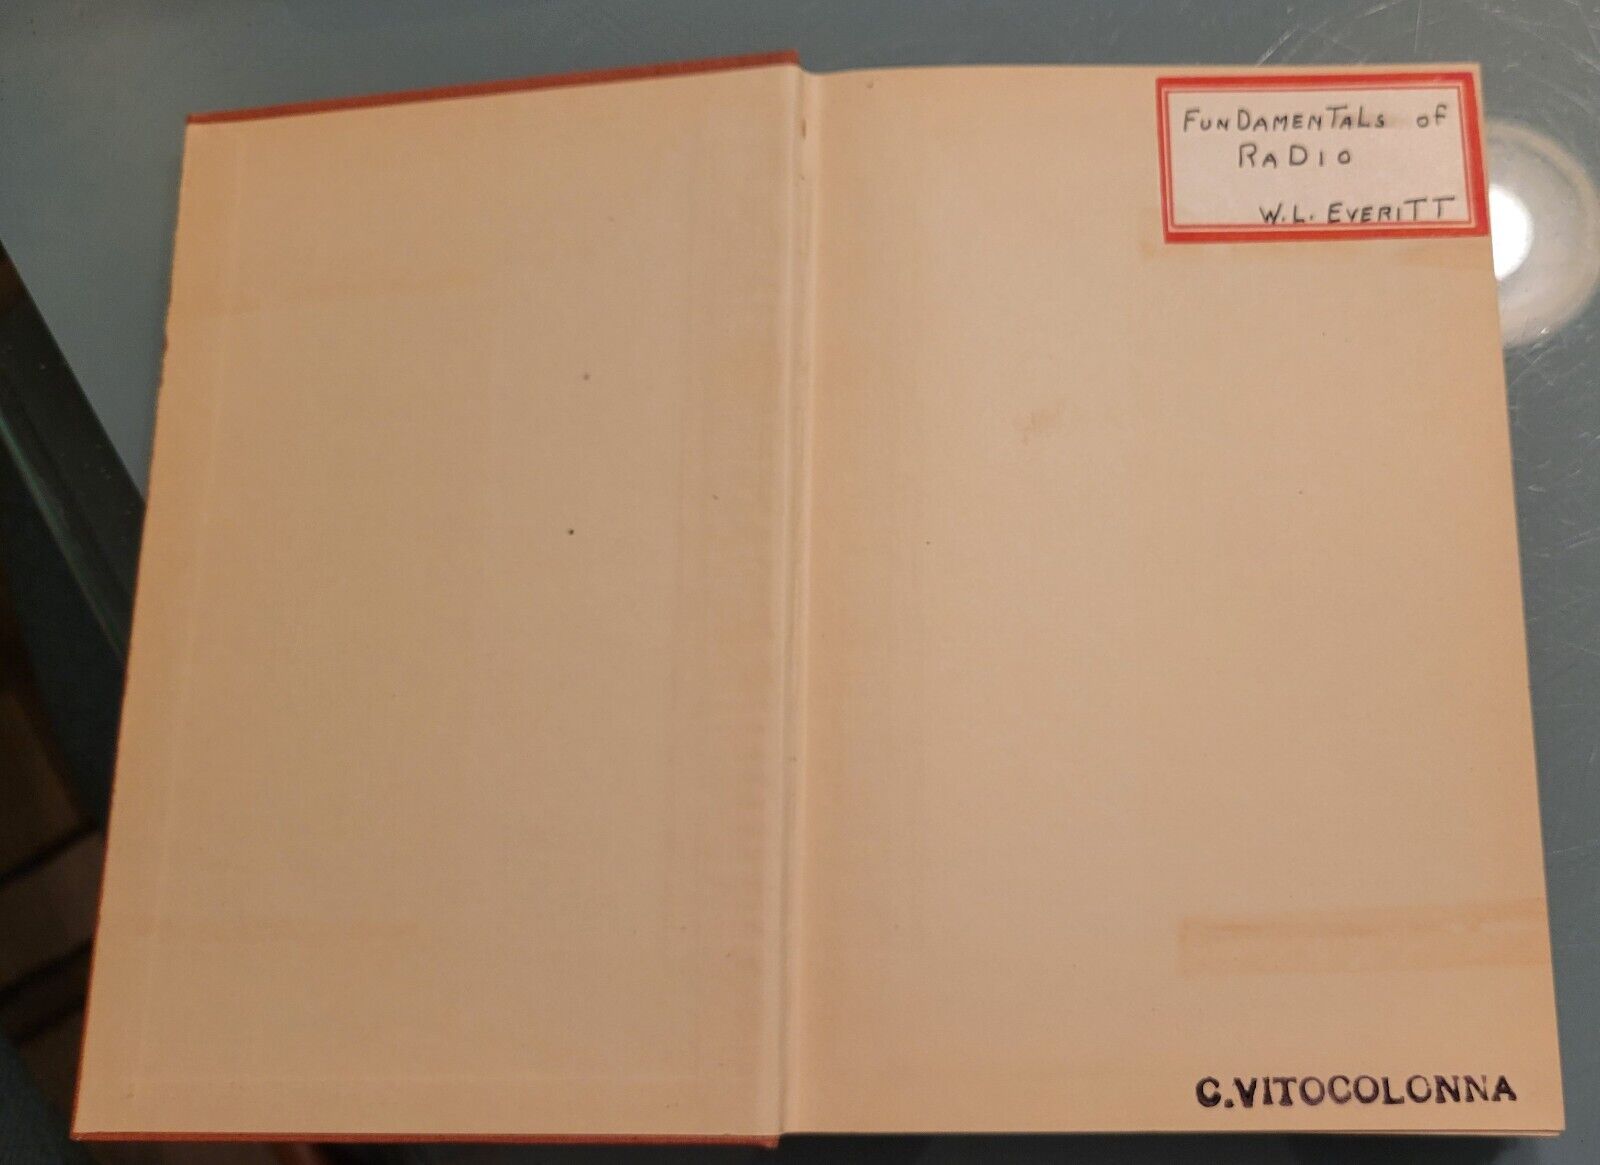 FUNDAMENTALS of
RADIO
W.L. EVERITT
C.VITOCOLONNA